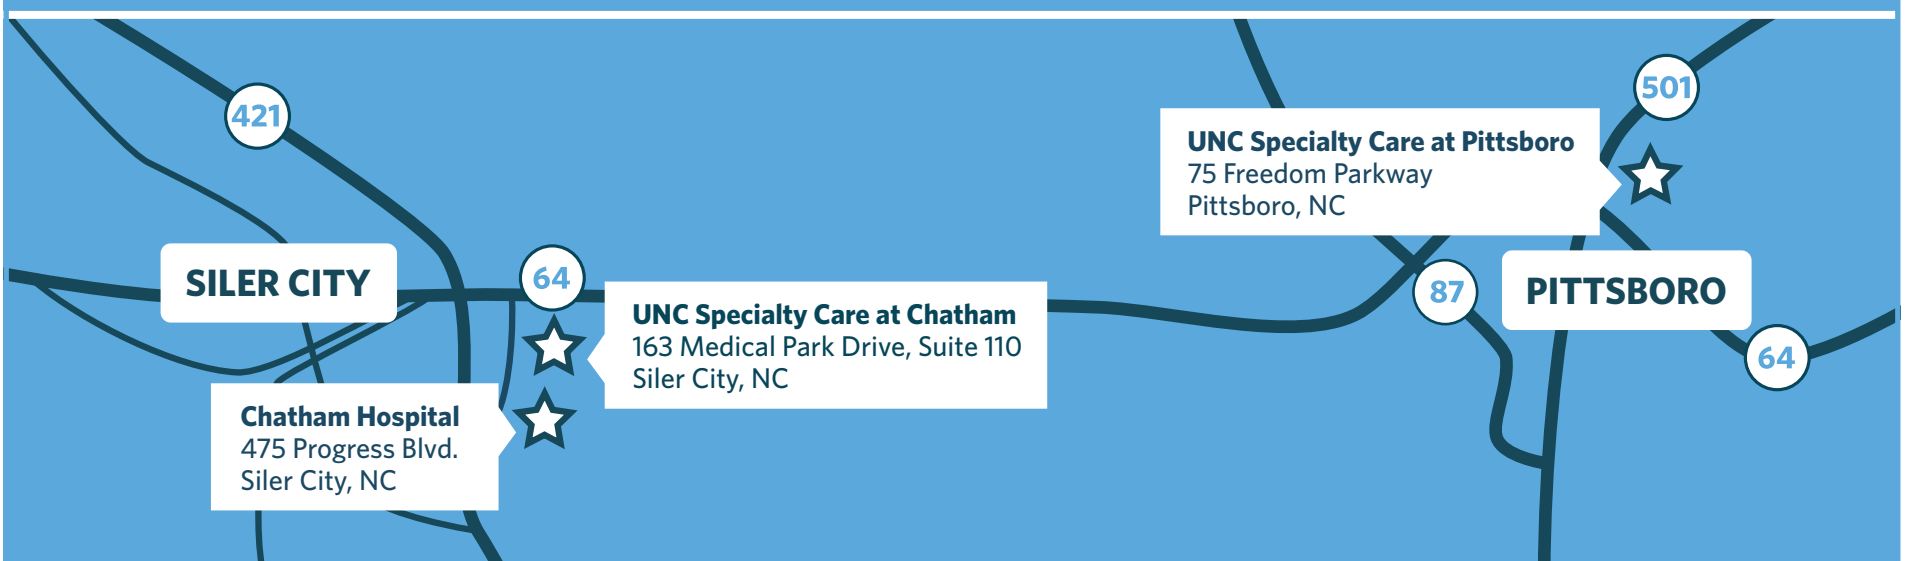 421
SILER CITY
64
UNC Specialty Care at Chatham
163 Medical Park Drive, Suite 110
Siler City, NC
Chatham Hospital
475 Progress Blvd.
Siler City, NC
501
UNC Specialty Care at Pittsboro
75 Freedom Parkway
Pittsboro, NC
87
PITTSBORO
64